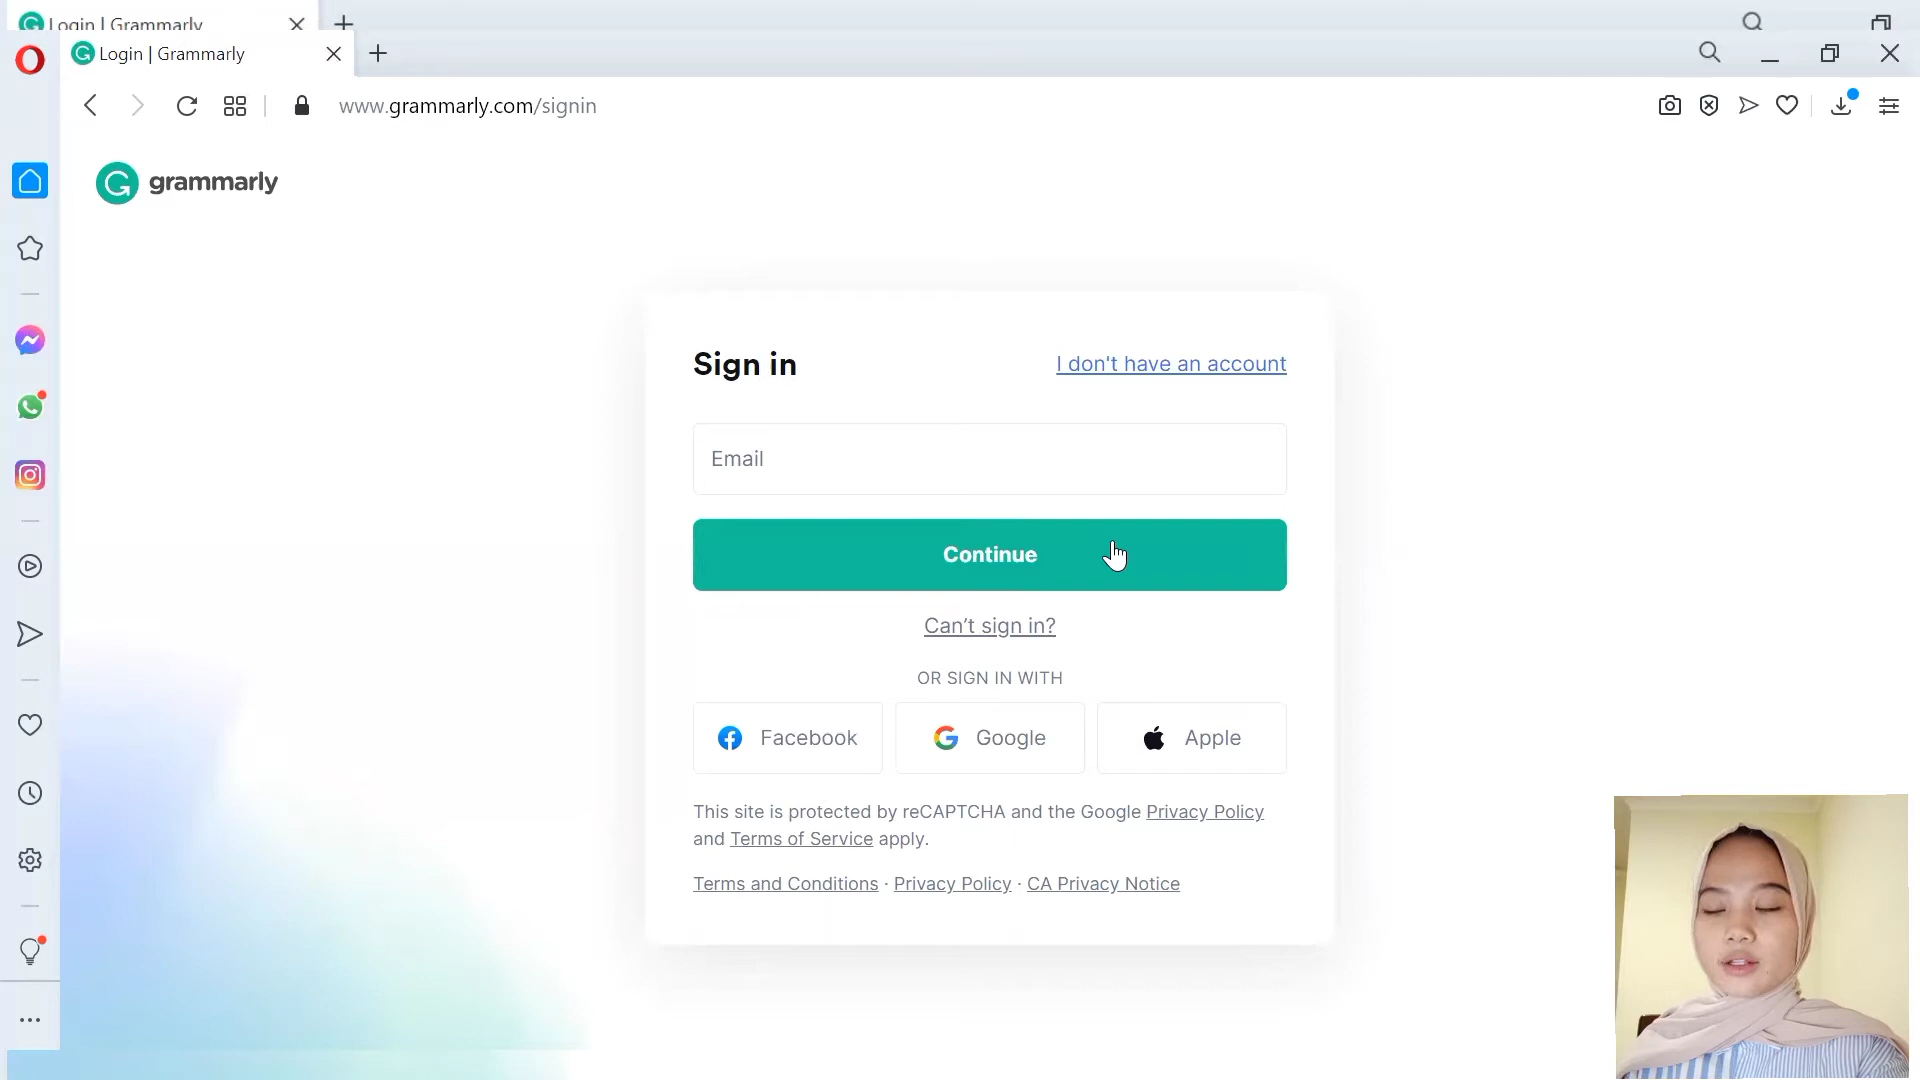 Login | Grammarly
Login | Grammarly
www.grammarly.com/signin
grammarly
Sign in
I don't have an account
Email
Continue
Can't sign in?
OR SIGN IN WITH
Facebook
Google
Apple
This site is protected by reCAPTCHA and the Google Privacy Policy
and Terms of Service apply.
Terms and Conditions · Privacy Policy · CA Privacy Notice